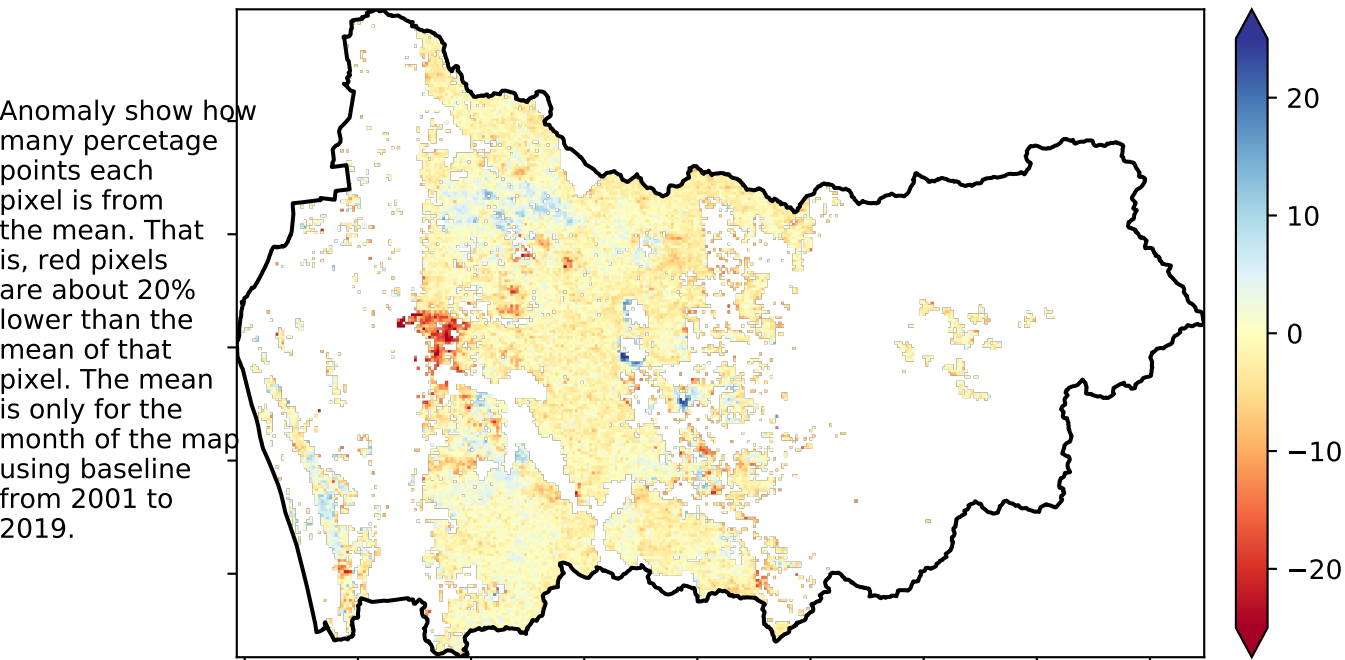 Anomaly show how
many percetage
points each
pixel is from
the mean. That
is, red pixels
are about 20%
lower than the
mean of that
pixel. The mean
is only for the
month of the map
using baseline
from 2001 to
2019.
20
10
0
−10
−20